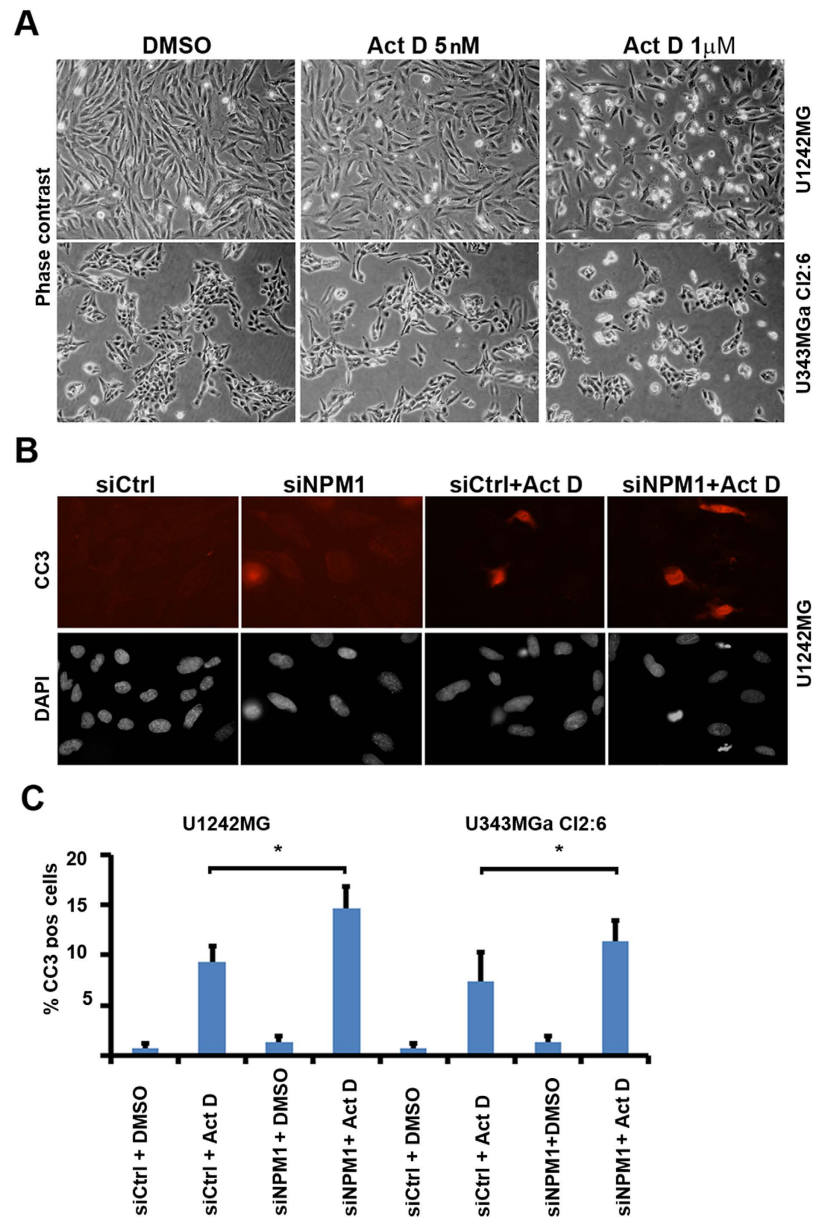 A
DMSO
Act D 5nM
Act D 1μM
Phase contrast
U1242MG
U343MGa Cl2:6
B
siCtrl
siNPM1
siCtrl+Act D
siNPM1+Act D
CC3
DAPI
U1242MG
C
U1242MG
U343MGa Cl2:6
*
*
% CC3 pos cells
20
15
10
5
siCtrl + DMSO
siCtrl + Act D
siNPM1 + DMSO
siNPM1+ Act D
siCtrl + DMSO
siCtrl + Act D
siNPM1+DMSO
siNPM1+ Act D